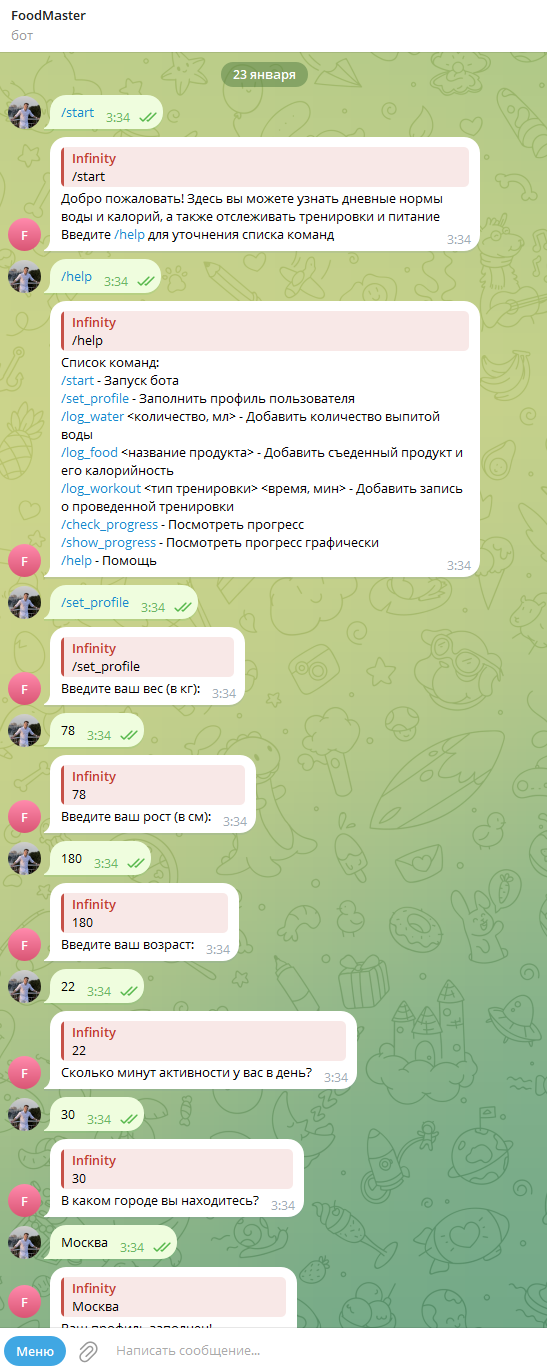 FoodMaster
бот
23 января
/start 3:34
Infinity
/start
Добро пожаловать! Здесь вы можете узнать дневные нормы
воды и калорий, а также отслеживать тренировки и питание
Введите /help для уточнения списка команд
3:34
F
/help 3:34
Infinity
/help
Список команд:
/start - Запуск бота
/set_profile - Заполнить профиль пользователя
/log_water <количество, мл> - Добавить количество выпитой
воды
/log_food <название продукта> - Добавить съеденный продукт и
его калорийность
/log_workout <тип тренировки> <время, мин> - Добавить запись
о проведенной тренировки
/check_progress - Посмотреть прогресс
/show_progress - Посмотреть прогресс графически
/help - Помощь
3:34
F
/set_profile 3:34
Infinity
/set_profile
Введите ваш вес (в кг): 3:34
F
78 3:34
Infinity
78
Введите ваш рост (в см): 3:34
F
180 3:34
Infinity
180
Введите ваш возраст: 3:34
F
22 3:34
Infinity
22
Сколько минут активности у вас в день? 3:34
F
30 3:34
Infinity
30
В каком городе вы находитесь? 3:34
F
Москва 3:34
Infinity
F
Москва
Ваш профиль заполнен!
Меню
Написать сообщение...